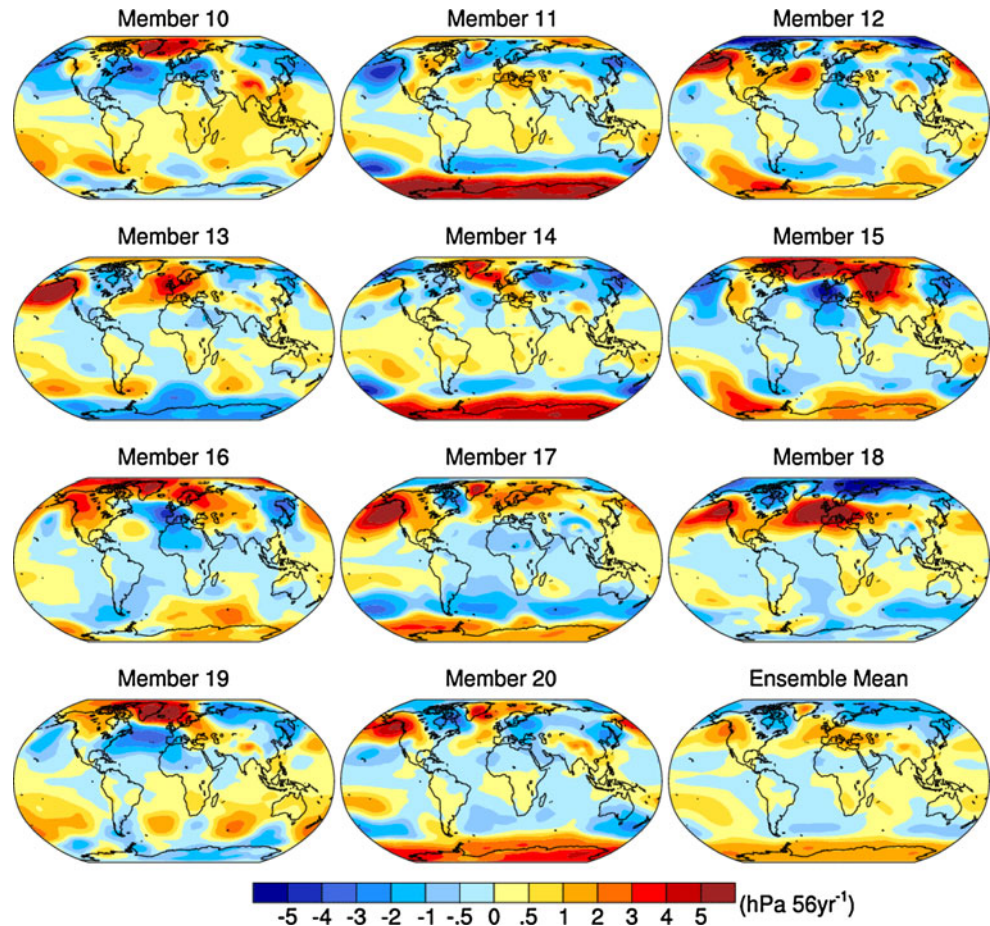 Member 10 Member 11 Member 12
Member 13 Member 14 Member 15
Member 16 Member 17 Member 18
Member 19 Member 20 Ensemble Mean
-5 -4 -3 -2 -1 -.5 0 .5 1 2 3 4 5 (hPa 56yr⁻¹)